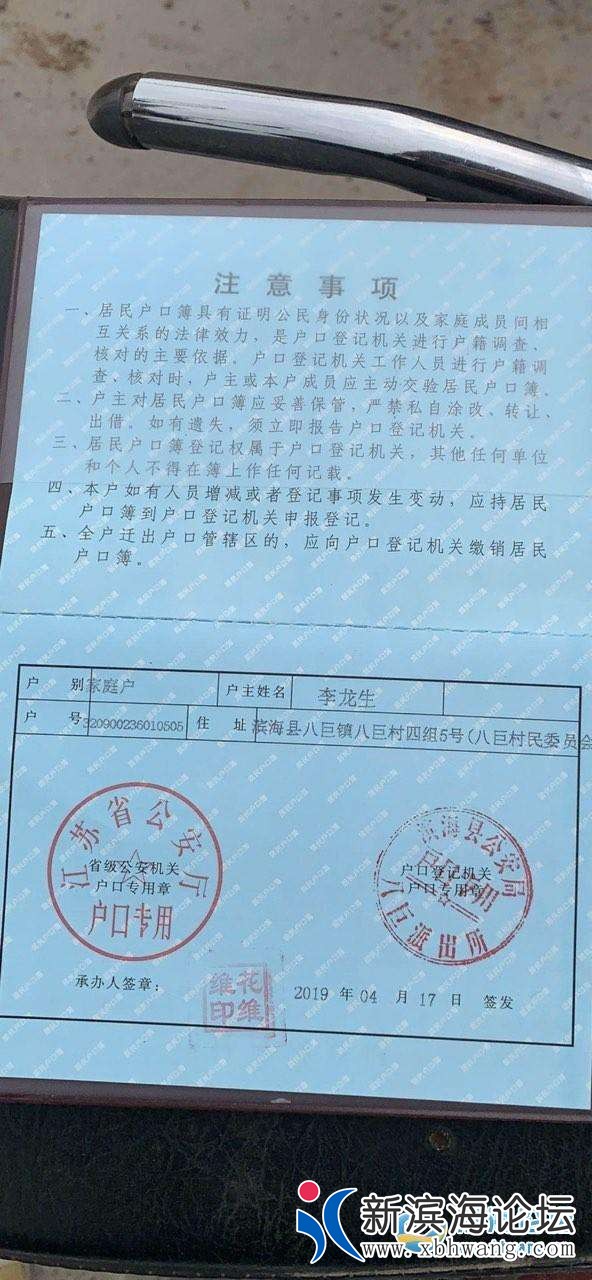 注意事项
一、居民户口簿具有证明公民身份状况以及家庭成员间相
互关系的法律效力，是户口登记机关进行户籍调查、
核对的主要依据。户口登记机关工作人员进行户籍调
查、核对时，户主或本户成员应主动交验居民户口簿。
二、户主对居民户口簿应妥善保管，严禁私自涂改、转让、
出借。如有遗失，须立即报告户口登记机关。
三、居民户口簿登记权属于户口登记机关，其他任何单位
和个人不得在簿上作任何记载。
四、本户如有人员增减或者登记事项发生变动，应持居民
户口簿到户口登记机关申报登记。
五、全户迁出户口管辖区的，应向户口登记机关缴销居民
户口簿。
户 别 家庭户 户主姓名 李龙生
户 号 320900236010505 住 址 滨海县八巨镇八巨村四组5号(八巨村民委员会
江苏省公安厅
省级公安机关
户口专用章
户口专用
滨海县公安局
户口登记机关
户口专用章
八巨派出所
承办人签章：
花维
维印
2019 年 04 月 17 日 签发
新滨海论坛
www.xbhwang.com